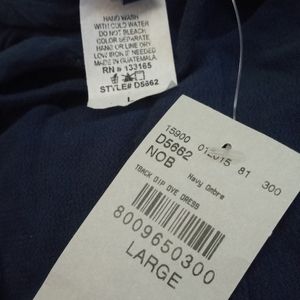 HAND WASH
WITH COLD WATER
DO NOT BLEACH
COLOR SEPARATE
HANG OR LINE DRY
LOW IRON IF NEEDED
MADE IN GUATEMALA
RN # 133165
STYLE# D5662
L
15900 012015 81 300
D5662
NOB
Navy Ombre
TRACK DIP DYE DRESS
8009650300
LARGE